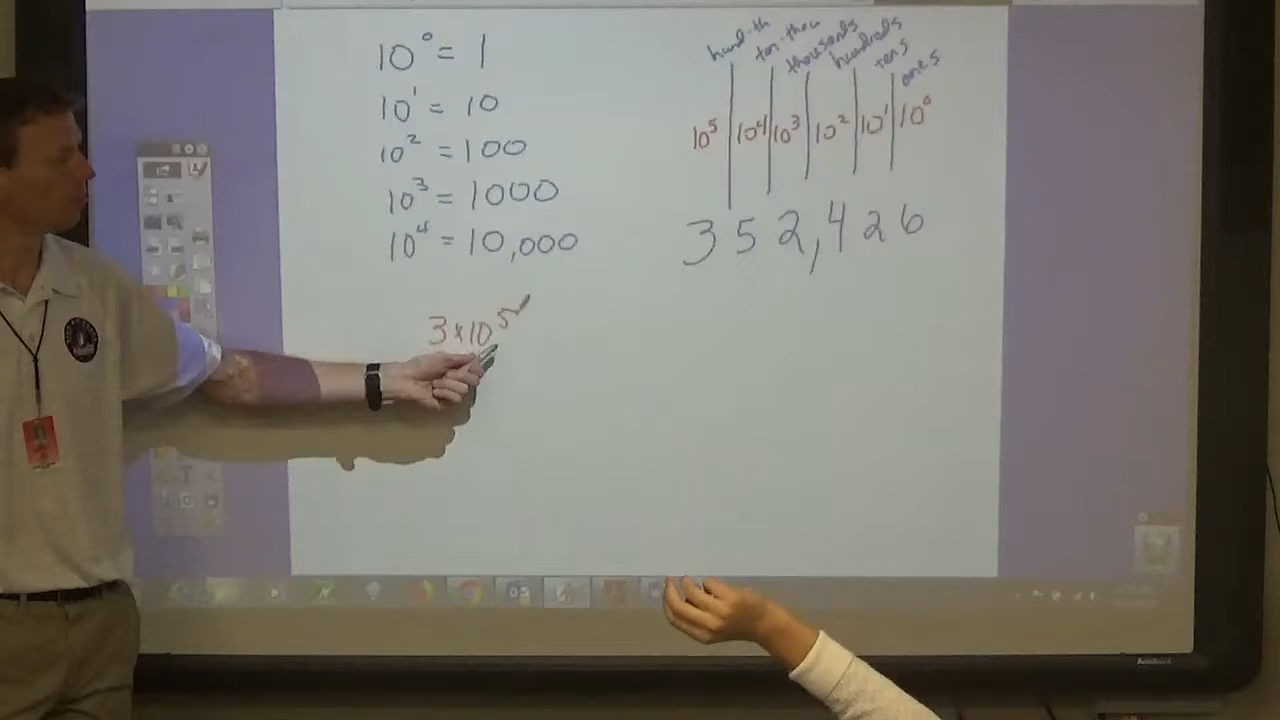 10⁰ = 1
10¹ = 10
10² = 100
10³ = 1000
10⁴ = 10,000
3 × 10⁵
hund-th ten-thou thousands hundreds tens ones
10⁵ 10⁴ 10³ 10² 10¹ 10⁰
352,426